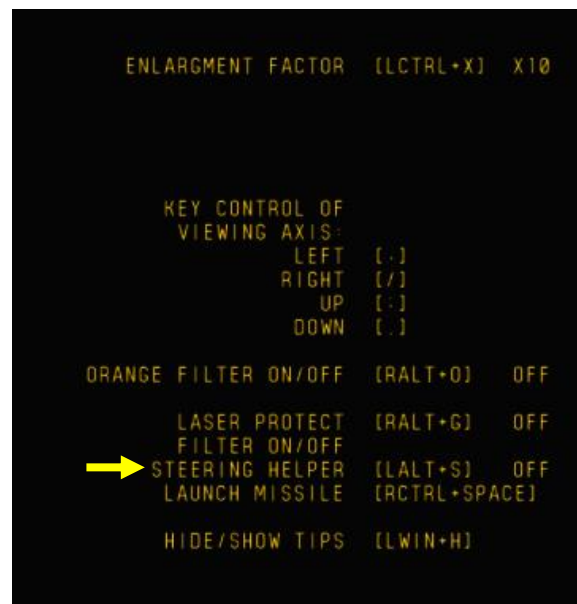 ENLARGMENT FACTOR [LCTRL+X] X10
KEY CONTROL OF
VIEWING AXIS:
LEFT [,]
RIGHT [/]
UP [;]
DOWN [.]
ORANGE FILTER ON/OFF [RALT+O] OFF
LASER PROTECT [RALT+G] OFF
FILTER ON/OFF
STEERING HELPER [LALT+S] OFF
LAUNCH MISSILE [RCTRL+SPACE]
HIDE/SHOW TIPS [LWIN+H]